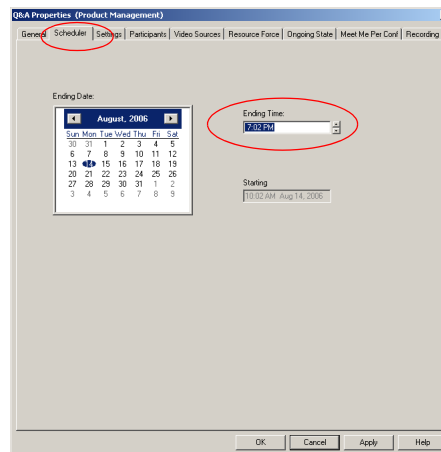 Q&A Properties (Product Management)
General Scheduler Settings Participants Video Sources Resource Force Ongoing State Meet Me Per Conf Recording
Ending Date:
August, 2006
Sun Mon Tue Wed Thu Fri Sat
30 31 1 2 3 4 5
6 7 8 9 10 11 12
13 14 15 16 17 18 19
20 21 22 23 24 25 26
27 28 29 30 31 1 2
3 4 5 6 7 8 9
Ending Time:
7:02 PM
Starting
10:02 AM Aug 14, 2006
OK Cancel Apply Help